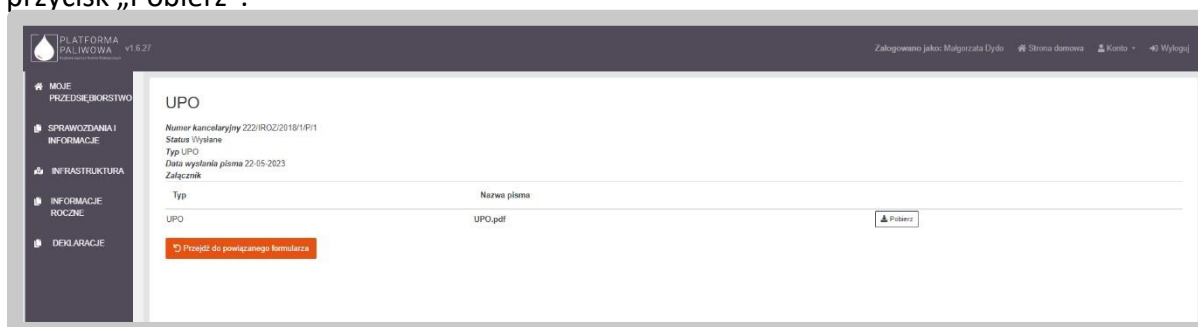 przycisk „Pobierz”.
PLATFORMA
PALIWOWA v1.6.27
Zalogowano jako: Małgorzata Dydo Strona domowa Konto Wyloguj
MOJE
PRZEDSIĘBIORSTWO
SPRAWOZDANIA I
INFORMACJE
INFRASTRUKTURA
INFORMACJE
ROCZNE
DEKLARACJE
UPO
Numer kancelaryjny 222/IROZ/2018/1/P/1
Status Wysłane
Typ UPO
Data wysłania pisma 22-05-2023
Załącznik
Typ Nazwa pisma
UPO UPO.pdf Pobierz
Przejdź do powiązanego formularza